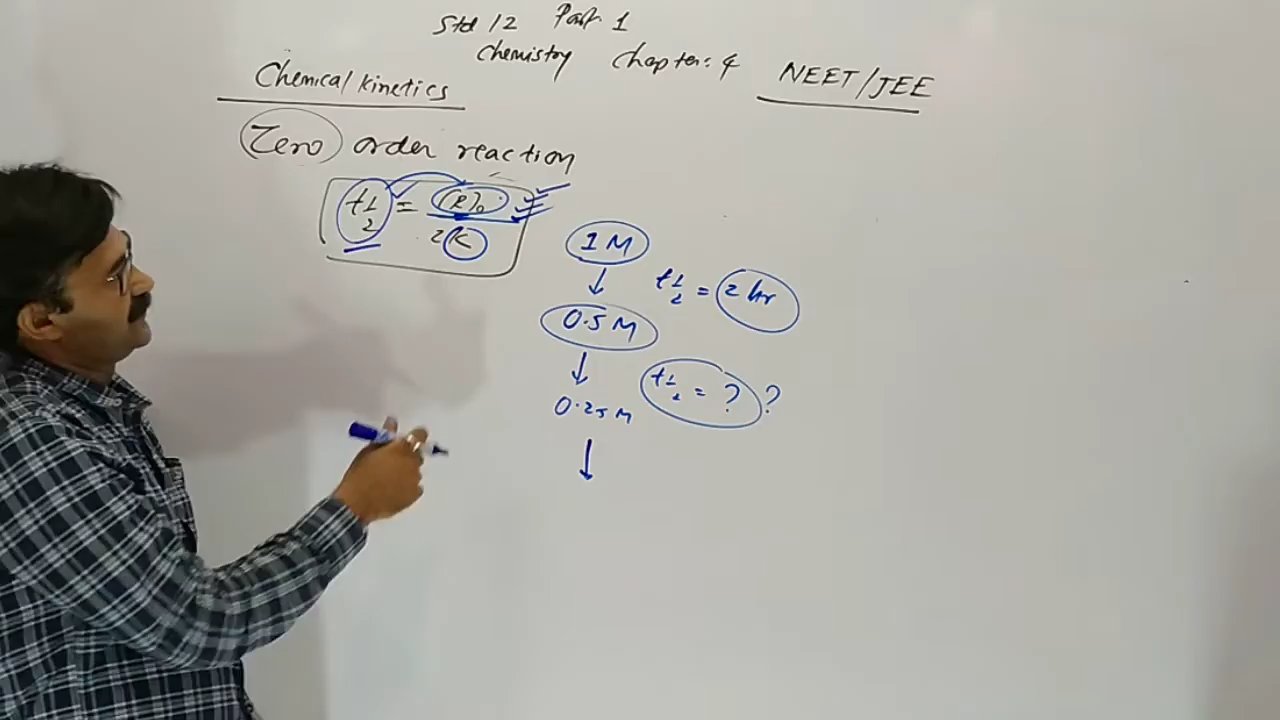 Std 12 Part 1
Chemistry Chapter: 4
NEET/JEE
Chemical kinetics
Zero order reaction
t1/2 = [R]0 / 2K
1 M
t1/2 = 2 hr
0.5 M
t1/2 = ? ?
0.25 M